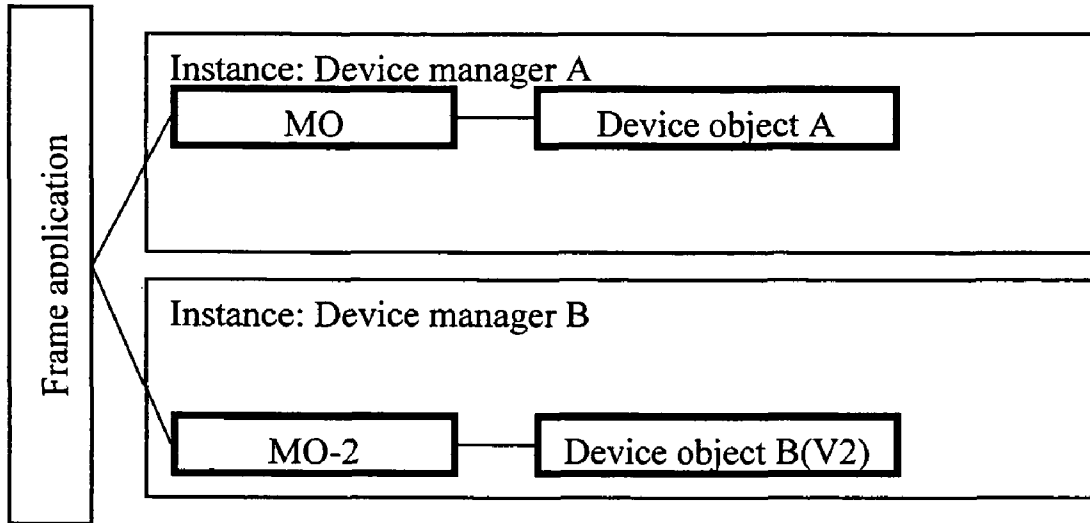 Frame application
Instance: Device manager A
MO
Device object A
Instance: Device manager B
MO-2
Device object B(V2)